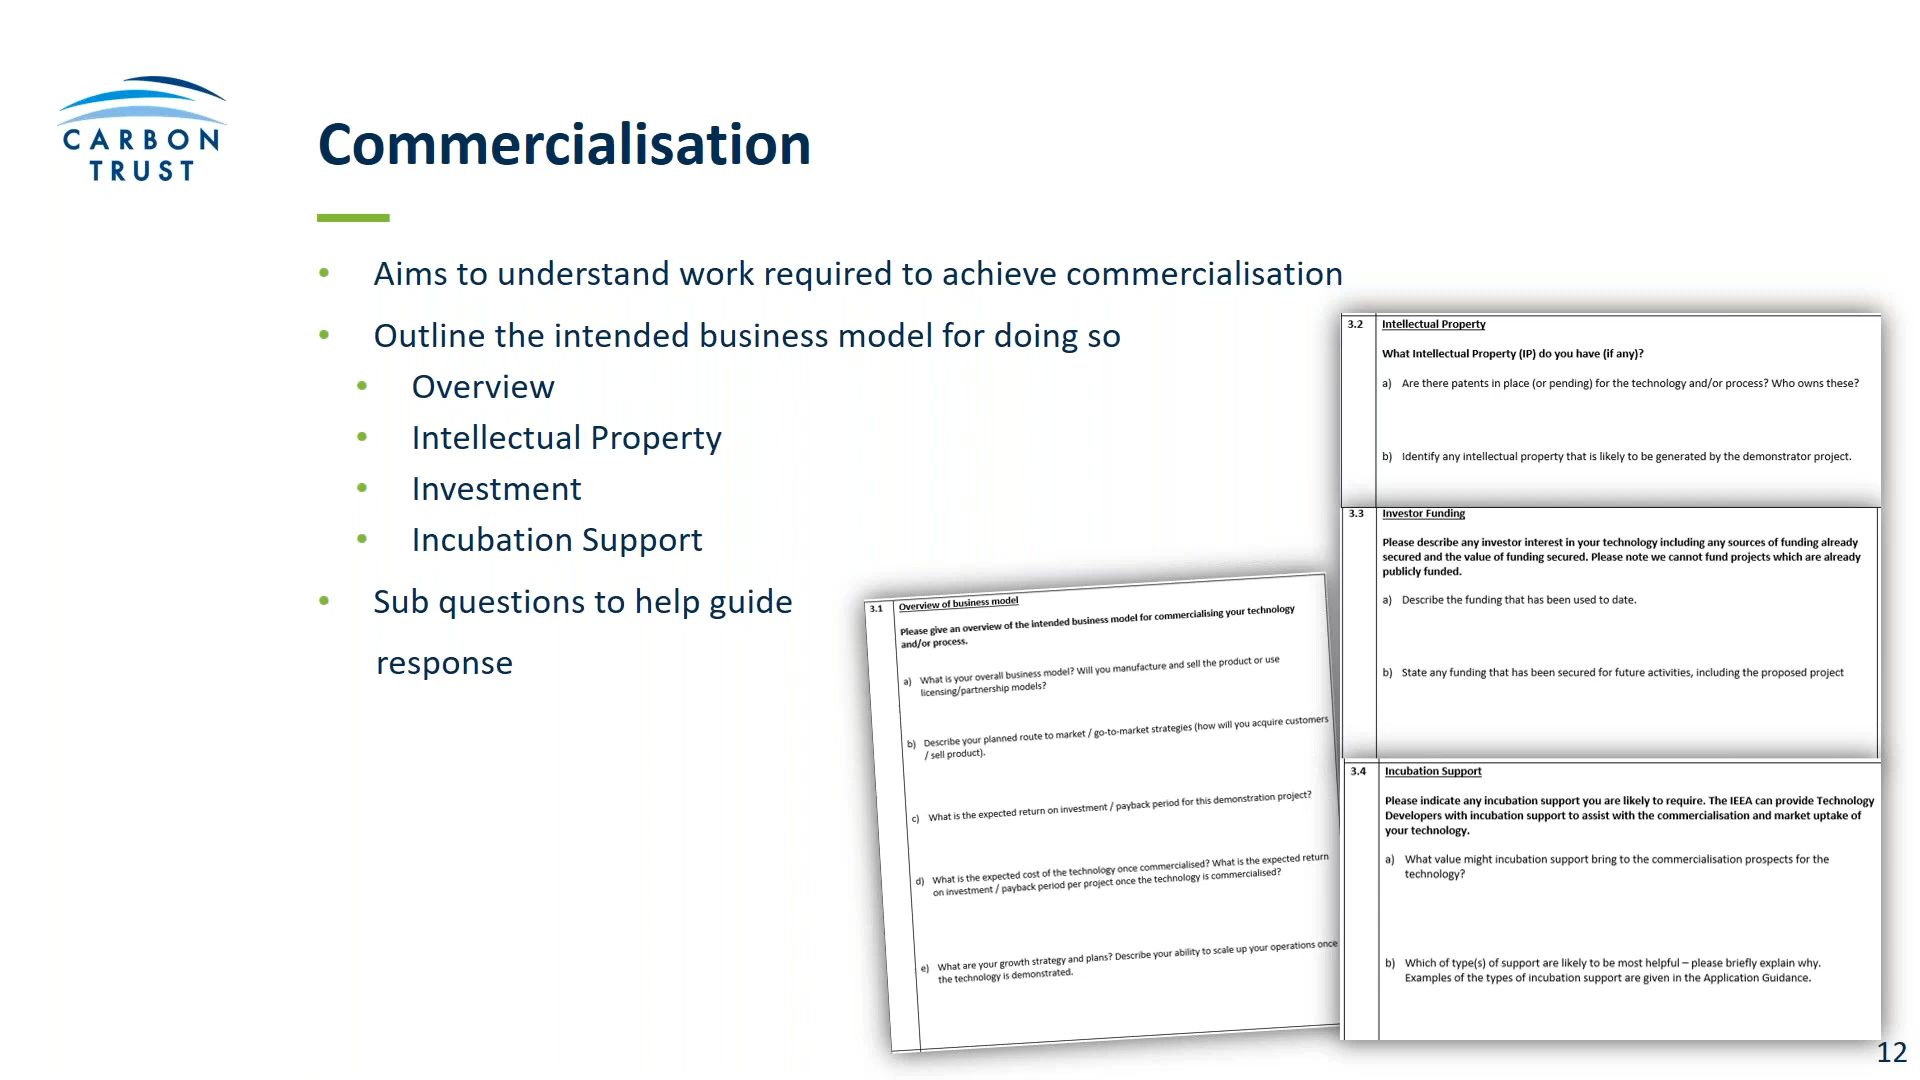 CARBON
TRUST
Commercialisation
• Aims to understand work required to achieve commercialisation
• Outline the intended business model for doing so
• Overview
• Intellectual Property
• Investment
• Incubation Support
• Sub questions to help guide
response
3.1 Overview of business model
Please give an overview of the intended business model for commercialising your technology
and/or process.
a) What is your overall business model? Will you manufacture and sell the product or use
licensing/partnership models?
b) Describe your planned route to market / go-to-market strategies (how will you acquire customers
/ sell product).
c) What is the expected return on investment / payback period for this demonstration project?
d) What is the expected cost of the technology once commercialised? What is the expected return
on investment / payback period per project once the technology is commercialised?
e) What are your growth strategy and plans? Describe your ability to scale up your operations once
the technology is demonstrated.
3.2 Intellectual Property
What Intellectual Property (IP) do you have (if any)?
a) Are there patents in place (or pending) for the technology and/or process? Who owns these?
b) Identify any intellectual property that is likely to be generated by the demonstrator project.
3.3 Investor Funding
Please describe any investor interest in your technology including any sources of funding already
secured and the value of funding secured. Please note we cannot fund projects which are already
publicly funded.
a) Describe the funding that has been used to date.
b) State any funding that has been secured for future activities, including the proposed project
3.4 Incubation Support
Please indicate any incubation support you are likely to require. The IEEA can provide Technology
Developers with incubation support to assist with the commercialisation and market uptake of
your technology.
a) What value might incubation support bring to the commercialisation prospects for the
technology?
b) Which of type(s) of support are likely to be most helpful – please briefly explain why.
Examples of the types of incubation support are given in the Application Guidance.
12